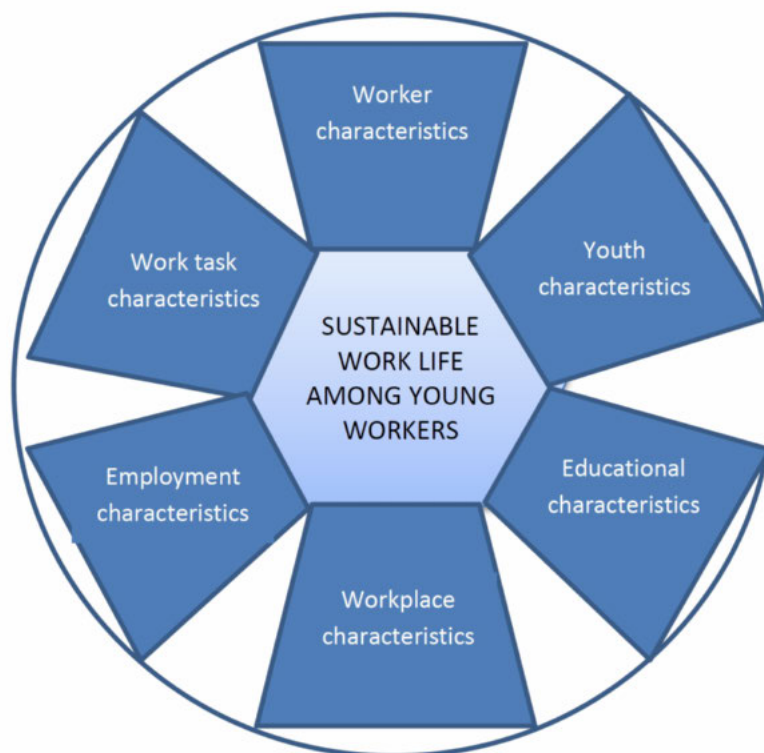 Worker
characteristics
Youth
characteristics
Educational
characteristics
Workplace
characteristics
Employment
characteristics
Work task
characteristics
SUSTAINABLE
WORK LIFE
AMONG YOUNG
WORKERS